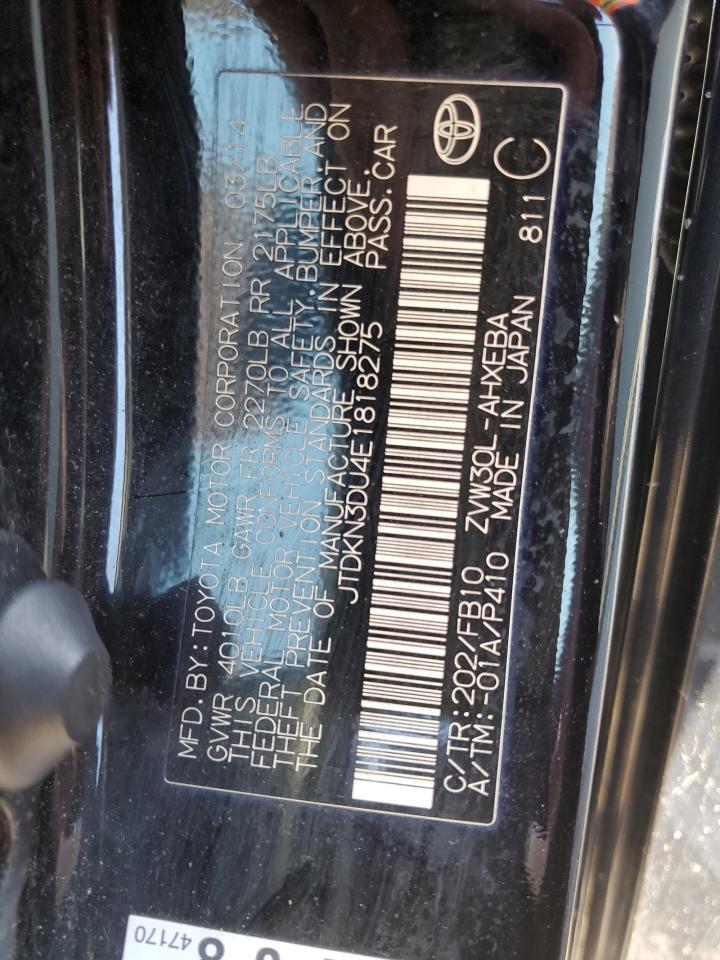 MFD. BY: TOYOTA MOTOR CORPORATION 03/14
GVWR 4010LB GAWR FR 2270LB RR 2175LB
THIS VEHICLE CONFORMS TO ALL APPLICABLE
FEDERAL MOTOR VEHICLE SAFETY, BUMPER, AND
THEFT PREVENTION STANDARDS IN EFFECT ON
THE DATE OF MANUFACTURE SHOWN ABOVE.
JTDKN3DU4E1818275 PASS. CAR
C/TR: 202/FB10 ZVW30L-AHXEBA
A/TM: -01A/P410 MADE IN JAPAN 811 C
47170